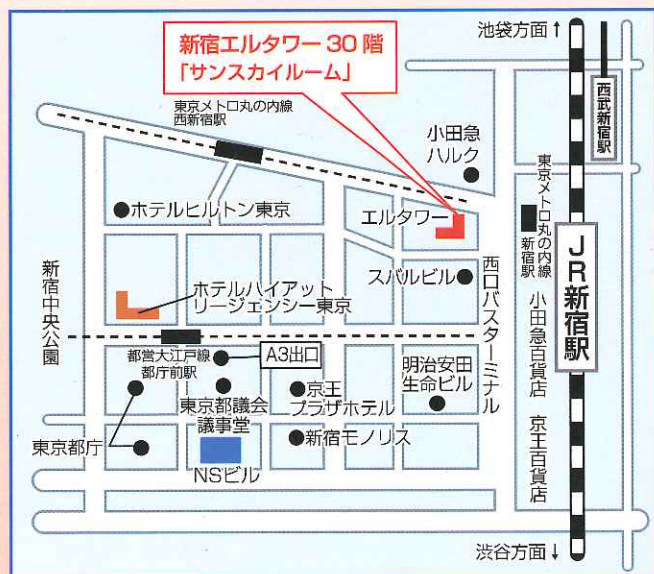 池袋方面↑
新宿エルタワー30階
「サンスカイルーム」
西武新宿駅
東京メトロ丸の内線
西新宿駅
小田急
ハルク
ホテルヒルトン東京
エルタワー
東京メトロ丸の内線
新宿駅
JR新宿駅
スバルビル
西口バスターミナル
小田急百貨店
新宿中央公園
ホテルハイアット
リージェンシー東京
都営大江戸線
都庁前駅
A3出口
東京都議会
議事堂
京王
プラザホテル
明治安田
生命ビル
京王百貨店
東京都庁
NSビル
新宿モノリス
渋谷方面↓